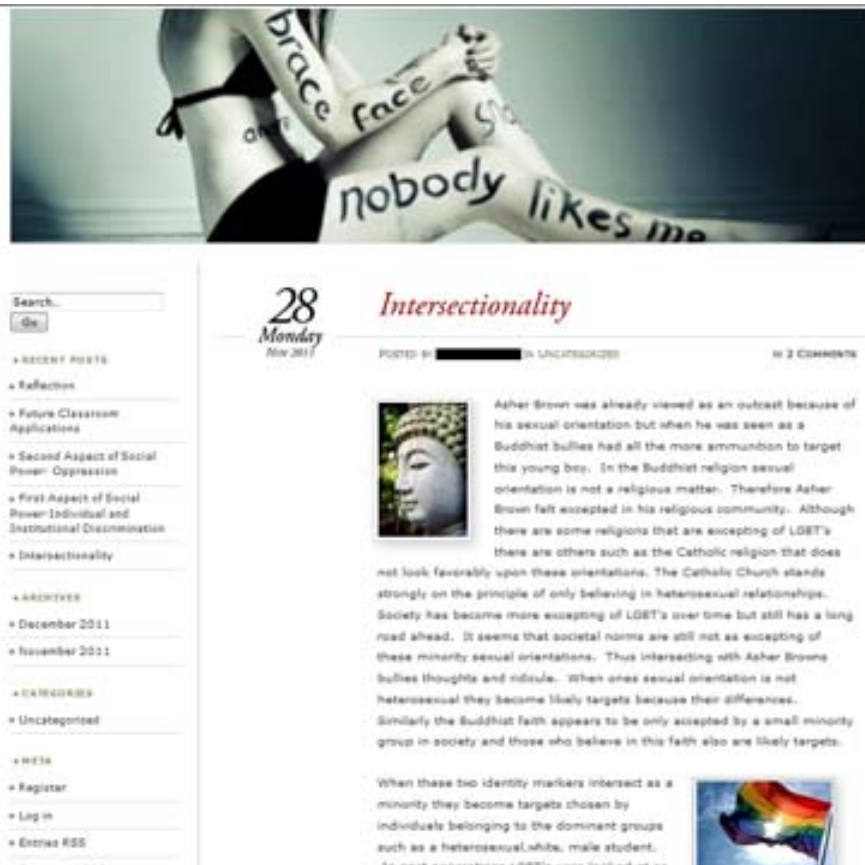 brace
face
nobody likes me
Search...
Go
RECENT POSTS
Reflection
Future Classroom
Applications
Second Aspect of Social
Power- Oppression
First Aspect of Social
Power-Individual and
Institutional Discrimination
Intersectionality
ARCHIVES
December 2011
November 2011
CATEGORIES
Uncategorized
META
Register
Log in
Entries RSS
28
Monday
Nov 2011
Intersectionality
POSTED BY IN UNCATEGORIZED
2 COMMENTS
Asher Brown was already viewed as an outcast because of
his sexual orientation but when he was seen as a
Buddhist bullies had all the more ammunition to target
this young boy. In the Buddhist religion sexual
orientation is not a religious matter. Therefore Asher
Brown felt excepted in his religious community. Although
there are some religions that are excepting of LGBT's
there are others such as the Catholic religion that does
not look favorably upon these orientations. The Catholic Church stands
strongly on the principle of only believing in heterosexual relationships.
Society has become more excepting of LGBT's over time but still has a long
road ahead. It seems that societal norms are still not as excepting of
these minority sexual orientations. Thus intersecting with Asher Browns
bullies thoughts and ridicule. When ones sexual orientation is not
heterosexual they become likely targets because their differences.
Similarly the Buddhist faith appears to be only accepted by a small minority
group in society and those who believe in this faith also are likely targets.
When these two identity markers intersect as a
minority they become targets chosen by
individuals belonging to the dominant groups
such as a heterosexual,white, male student.